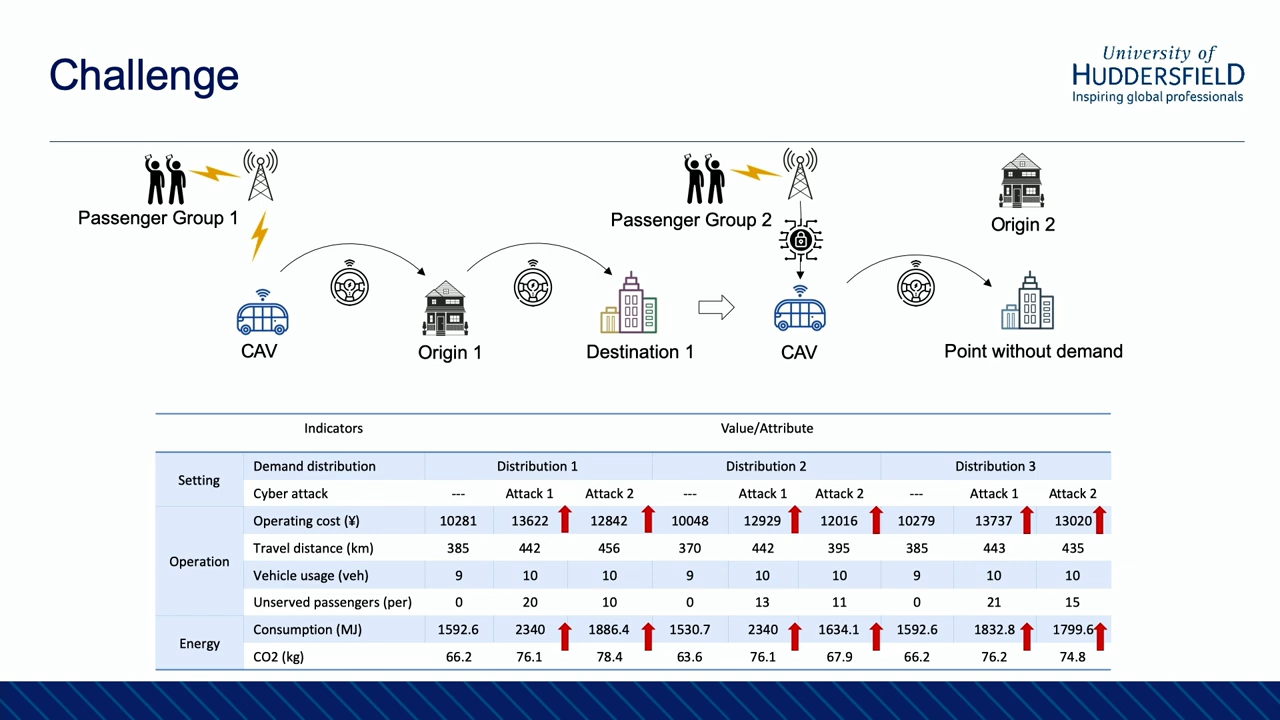 Challenge
University of
HUDDERSFIELD
Inspiring global professionals
Passenger Group 1
Passenger Group 2
Origin 2
CAV
Origin 1
Destination 1
CAV
Point without demand
Indicators Value/Attribute
Setting
Demand distribution Distribution 1 Distribution 2 Distribution 3
Cyber attack --- Attack 1 Attack 2 --- Attack 1 Attack 2 --- Attack 1 Attack 2
Operation
Operating cost (¥) 10281 13622 12842 10048 12929 12016 10279 13737 13020
Travel distance (km) 385 442 456 370 442 395 385 443 435
Vehicle usage (veh) 9 10 10 9 10 10 9 10 10
Unserved passengers (per) 0 20 10 0 13 11 0 21 15
Energy
Consumption (MJ) 1592.6 2340 1886.4 1530.7 2340 1634.1 1592.6 1832.8 1799.6
CO2 (kg) 66.2 76.1 78.4 63.6 76.1 67.9 66.2 76.2 74.8